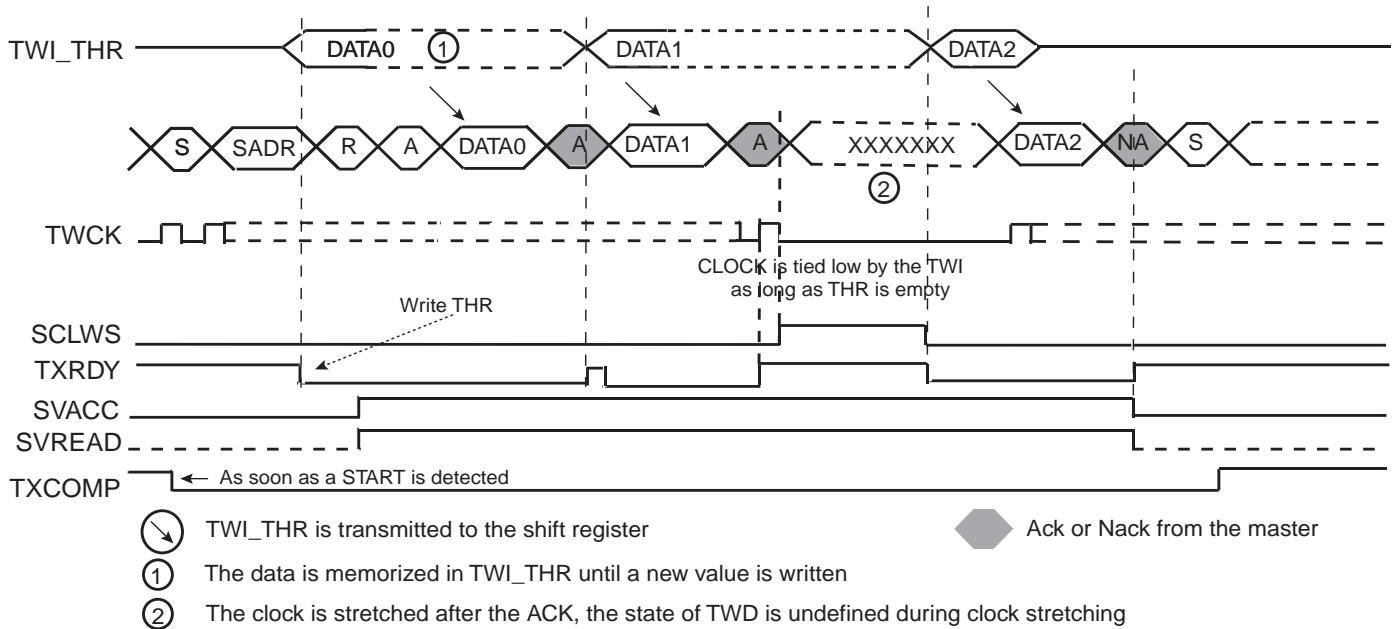 TWI_THR DATA0 1 DATA1 DATA2
S SADR R A DATA0 A DATA1 A XXXXXXX DATA2 NA S
2
TWCK
CLOCK is tied low by the TWI
as long as THR is empty
Write THR
SCLWS
TXRDY
SVACC
SVREAD
TXCOMP As soon as a START is detected
TWI_THR is transmitted to the shift register Ack or Nack from the master
1 The data is memorized in TWI_THR until a new value is written
2 The clock is stretched after the ACK, the state of TWD is undefined during clock stretching